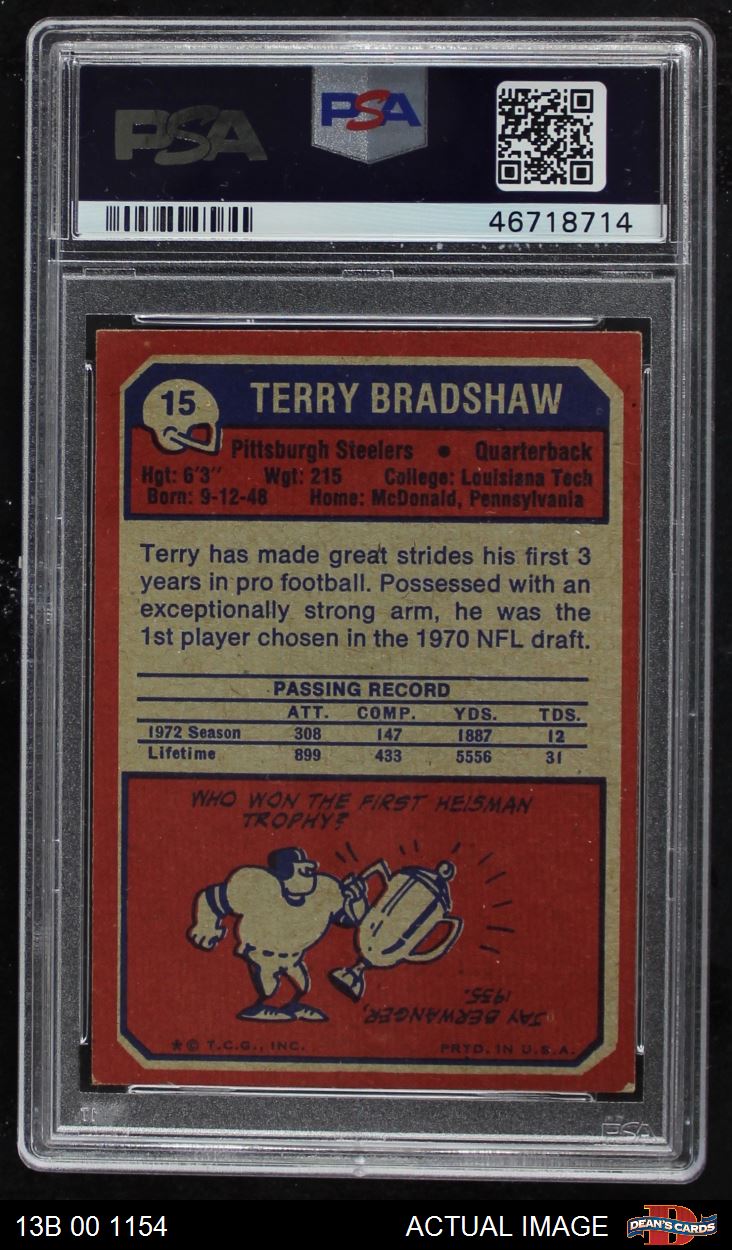 PSA
PSA
46718714
15
TERRY BRADSHAW
Pittsburgh Steelers • Quarterback
Hgt: 6'3" Wgt: 215 College: Louisiana Tech
Born: 9-12-48 Home: McDonald, Pennsylvania
Terry has made great strides his first 3
years in pro football. Possessed with an
exceptionally strong arm, he was the
1st player chosen in the 1970 NFL draft.
PASSING RECORD
ATT. COMP. YDS. TDS.
1972 Season 308 147 1887 12
Lifetime 899 433 5556 31
WHO WON THE FIRST HEISMAN
TROPHY?
JAY BERWANGER,
1935.
*© T.C.G., INC. PRTD. IN U.S.A.
PSA
13B 00 1154 ACTUAL IMAGE DEAN'S CARDS